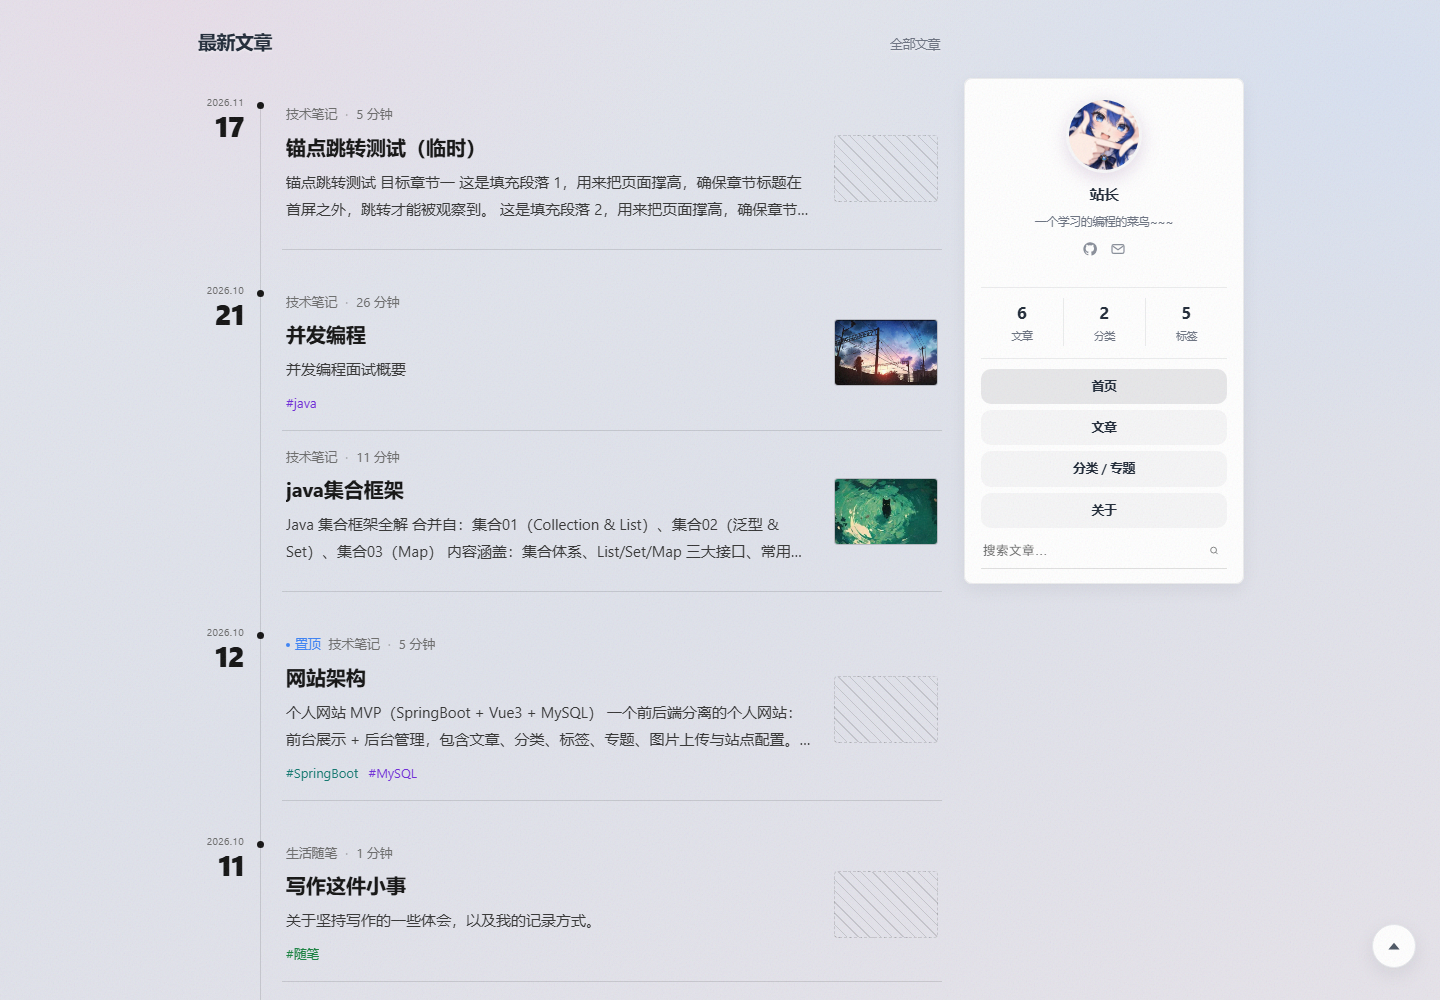 最新文章
全部文章
2026.11
17
技术笔记 · 5 分钟
锚点跳转测试（临时）
锚点跳转测试 目标章节一 这是填充段落 1，用来把页面撑高，确保章节标题在
首屏之外，跳转才能被观察到。 这是填充段落 2，用来把页面撑高，确保章节...
2026.10
21
技术笔记 · 26 分钟
并发编程
并发编程面试概要
#java
技术笔记 · 11 分钟
java集合框架
Java 集合框架全解 合并自：集合01（Collection & List）、集合02（泛型 &
Set）、集合03（Map） 内容涵盖：集合体系、List/Set/Map 三大接口、常用...
2026.10
12
• 置顶 技术笔记 · 5 分钟
网站架构
个人网站 MVP（SpringBoot + Vue3 + MySQL） 一个前后端分离的个人网站：
前台展示 + 后台管理，包含文章、分类、标签、专题、图片上传与站点配置。...
#SpringBoot #MySQL
2026.10
11
生活随笔 · 1 分钟
写作这件小事
关于坚持写作的一些体会，以及我的记录方式。
#随笔
站长
一个学习的编程的菜鸟~~~
6 2 5
文章 分类 标签
首页
文章
分类 / 专题
关于
搜索文章...